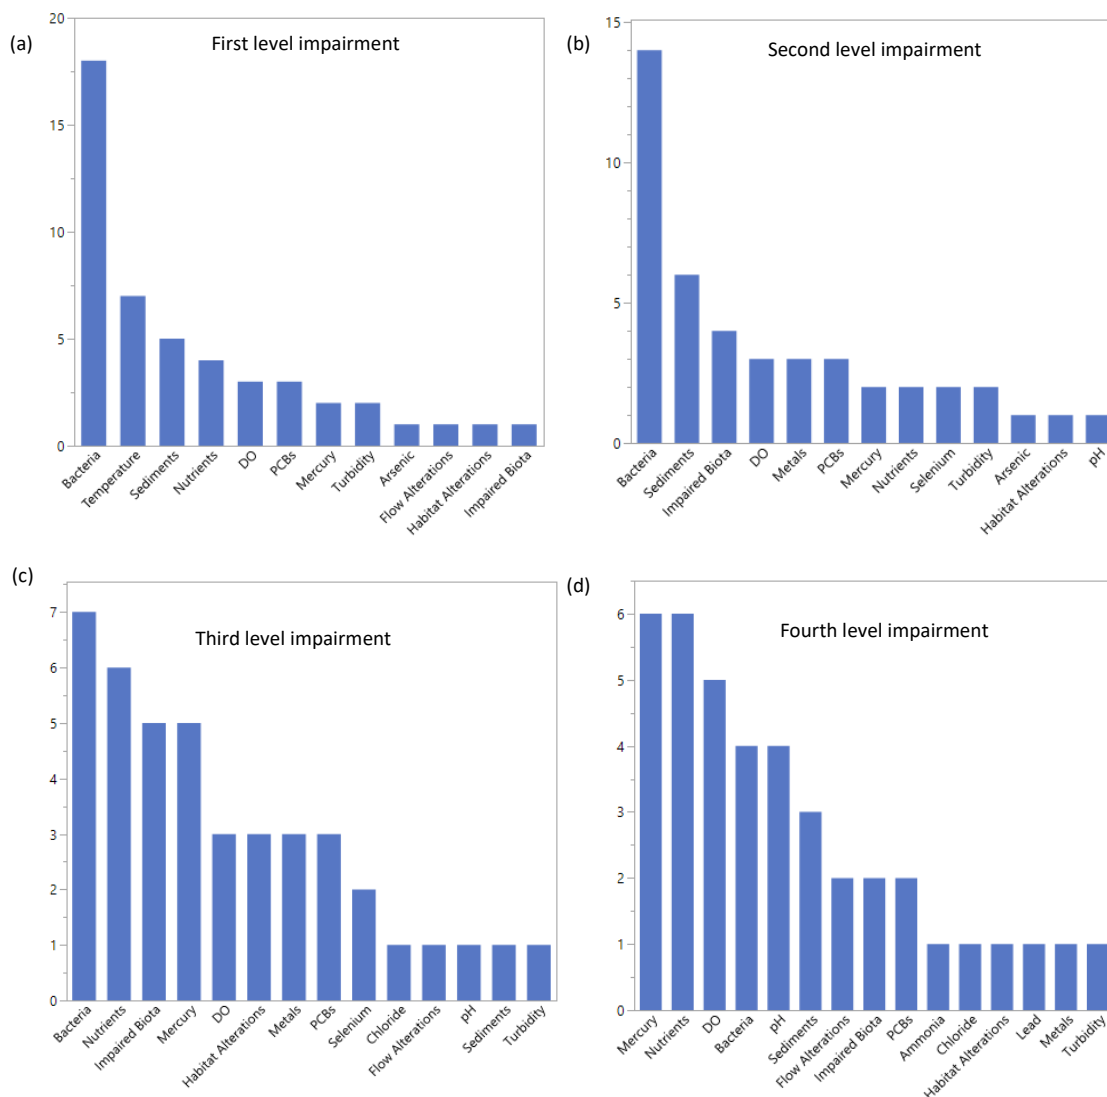 (a)
First level impairment
20
15
10
5
0
Bacteria
Temperature
Sediments
Nutrients
DO
PCBs
Mercury
Turbidity
Arsenic
Flow Alterations
Habitat Alterations
Impaired Biota
(b)
Second level impairment
15
10
5
0
Bacteria
Sediments
Impaired Biota
DO
Metals
PCBs
Mercury
Nutrients
Selenium
Turbidity
Arsenic
Habitat Alterations
pH
(c)
Third level impairment
7
6
5
4
3
2
1
0
Bacteria
Nutrients
Impaired Biota
Mercury
DO
Habitat Alterations
Metals
PCBs
Selenium
Chloride
Flow Alterations
pH
Sediments
Turbidity
(d)
Fourth level impairment
6
5
4
3
2
1
0
Mercury
Nutrients
DO
Bacteria
pH
Sediments
Flow Alterations
Impaired Biota
PCBs
Ammonia
Chloride
Habitat Alterations
Lead
Metals
Turbidity